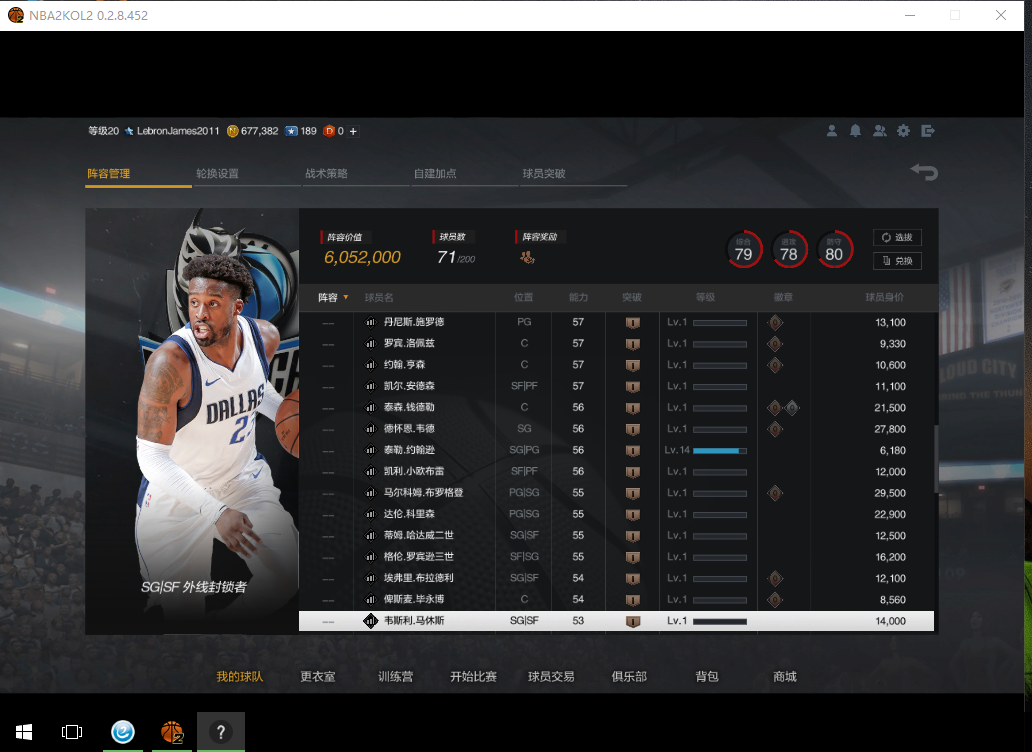 NBA2KOL2 0.2.8.452
等级20 LebronJames2011 677,382 189 0 +
阵容管理 轮换设置 战术策略 自建加点 球员突破
阵容价值 球员数 阵容奖励
6,052,000 71/200
综合 79 进攻 78 防守 80
选拔
兑换
阵容 球员名 位置 能力 突破 等级 徽章 球员身价
-- 丹尼斯.施罗德 PG 57 Lv.1 13,100
-- 罗宾.洛佩兹 C 57 Lv.1 9,330
-- 约翰.亨森 C 57 Lv.1 10,600
-- 凯尔.安德森 SF|PF 57 Lv.1 11,100
-- 泰森.钱德勒 C 56 Lv.1 21,500
-- 德怀恩.韦德 SG 56 Lv.1 27,800
-- 泰勒.约翰逊 SG|PG 56 Lv.14 6,180
-- 凯利.小欧布雷 SF|PF 56 Lv.1 12,000
-- 马尔科姆.布罗格登 PG|SG 55 Lv.1 29,500
-- 达伦.科里森 PG|SG 55 Lv.1 22,900
-- 蒂姆.哈达威二世 SG|SF 55 Lv.1 12,500
-- 格伦.罗宾逊三世 SF|SG 55 Lv.1 16,200
-- 埃弗里.布拉德利 SG|SF 54 Lv.1 12,100
-- 俾斯麦.毕永博 C 54 Lv.1 8,560
-- 韦斯利.马休斯 SG|SF 53 Lv.1 14,000
DALLAS
SG|SF 外线封锁者
我的球队 更衣室 训练营 开始比赛 球员交易 俱乐部 背包 商城